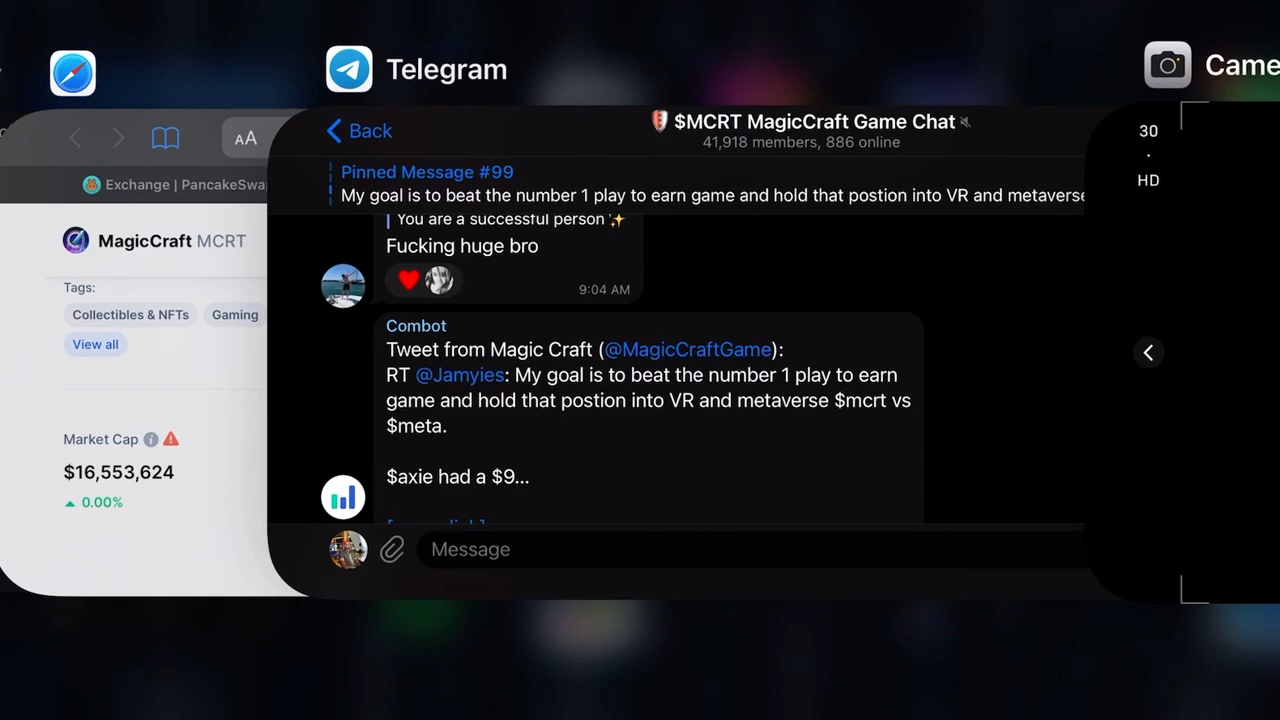 Telegram
Came
AA
Exchange | PancakeSwa
MagicCraft MCRT
Tags:
Collectibles & NFTs
Gaming
View all
Market Cap
$16,553,624
0.00%
Back
$MCRT MagicCraft Game Chat
41,918 members, 886 online
Pinned Message #99
My goal is to beat the number 1 play to earn game and hold that postion into VR and metaverse
You are a successful person ✨
Fucking huge bro
9:04 AM
Combot
Tweet from Magic Craft (@MagicCraftGame):
RT @Jamyies: My goal is to beat the number 1 play to earn
game and hold that postion into VR and metaverse $mcrt vs
$meta.
$axie had a $9...
Message
30
HD